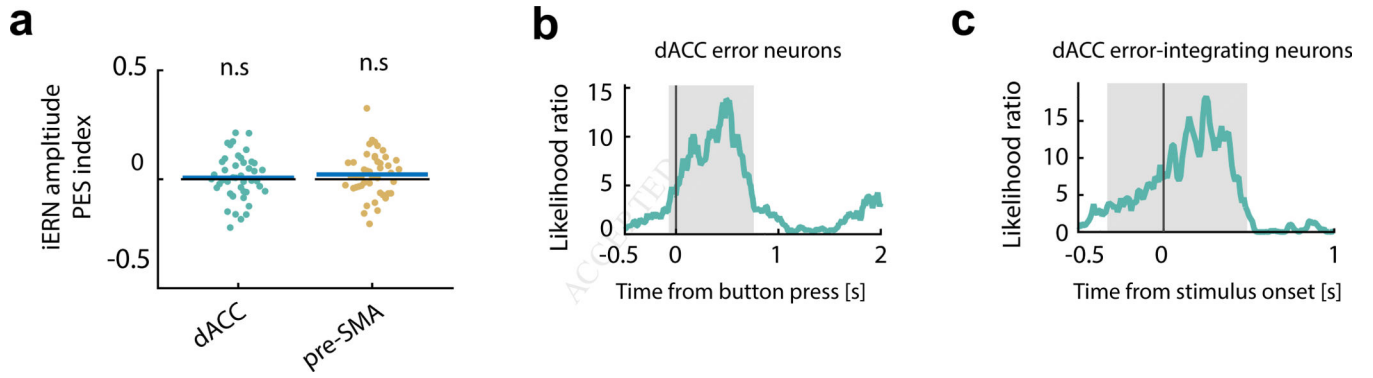 a
iERN ampltiude
PES index
0.5
0
-0.5
n.s
n.s
dACC
pre-SMA
b
dACC error neurons
Likelihood ratio
15
10
5
0
-0.5
0
1
2
Time from button press [s]
ACCEPTED
c
dACC error-integrating neurons
Likelihood ratio
15
10
5
0
-0.5
0
1
Time from stimulus onset [s]